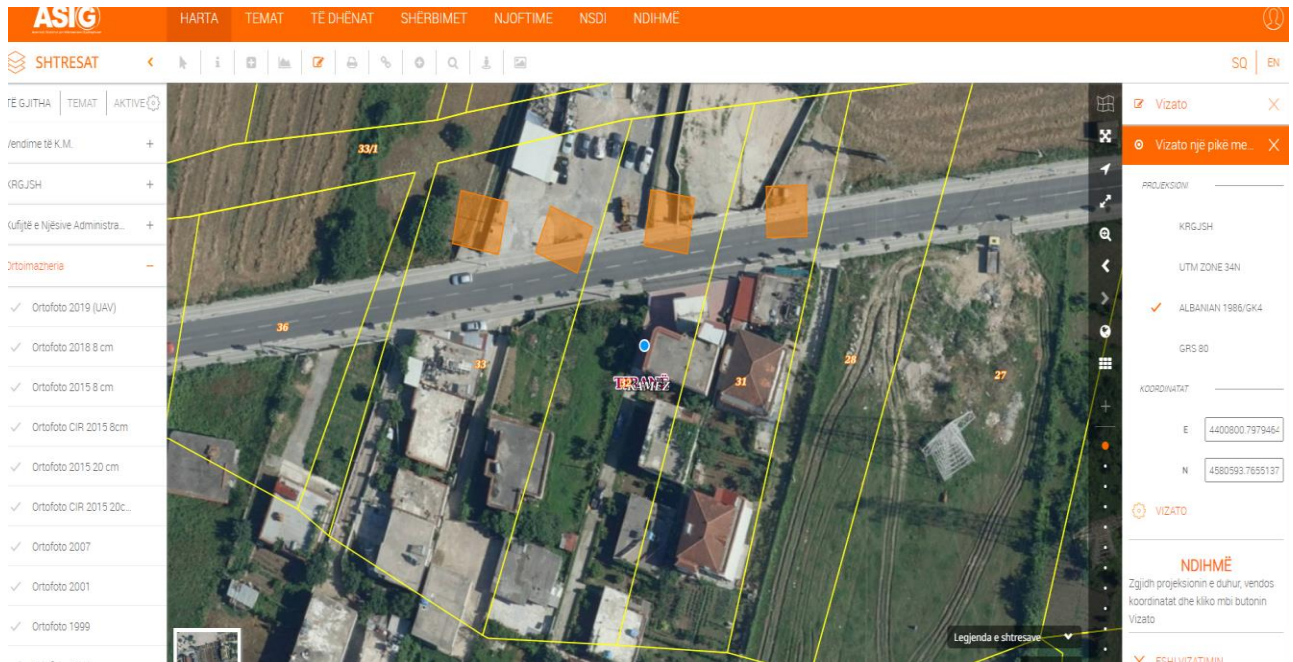 ASIG
HARTA TEMAT TË DHËNAT SHËRBIMET NJOFTIME NSDI NDIHMË
SHTRESAT
SQ EN
TË GJITHA TEMAT AKTIVE
Vendime të K.M.
KRGJSH
Kufijtë e Njësive Administra...
Ortoimazheria
Ortofoto 2019 (UAV)
Ortofoto 2018 8 cm
Ortofoto 2015 8 cm
Ortofoto CIR 2015 8cm
Ortofoto 2015 20 cm
Ortofoto CIR 2015 20c...
Ortofoto 2007
Ortofoto 2001
Ortofoto 1999
33/1
36
33
31
28
27
Legjenda e shtresave
Vizato
Vizato një pikë me...
PROJEKSIONI
KRGJSH
UTM ZONE 34N
ALBANIAN 1986/GK4
GRS 80
KOORDINATAT
E 4400800.7979464
N 4580593.7655137
VIZATO
NDIHMË
Zgjidh projeksionin e duhur, vendos
koordinatat dhe kliko mbi butonin
Vizato